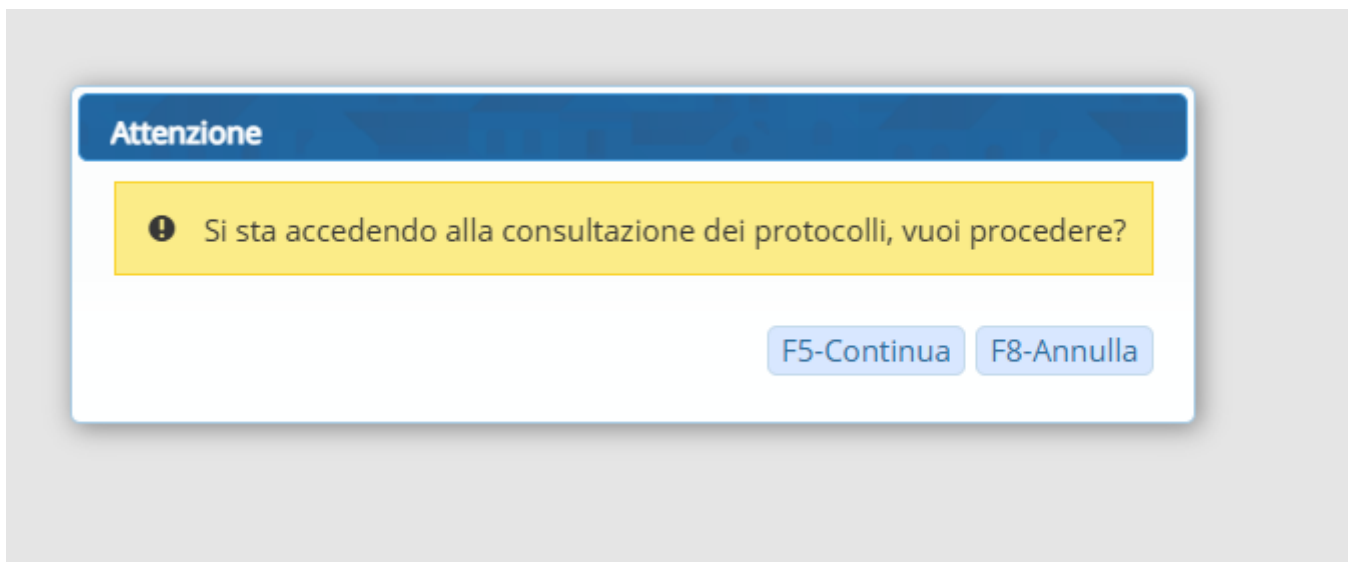 Attenzione
Si sta accedendo alla consultazione dei protocolli, vuoi procedere?
F5-Continua F8-Annulla